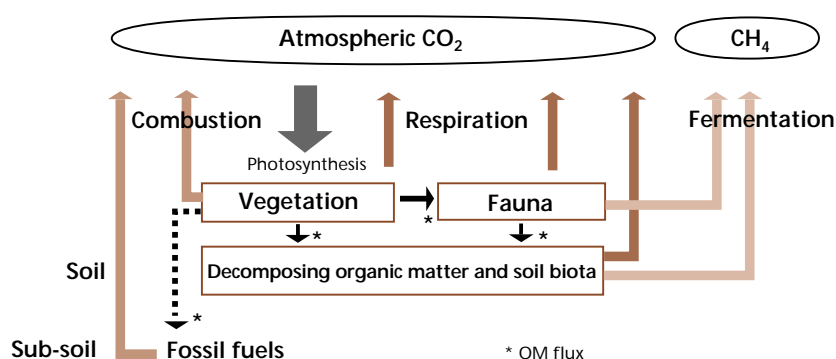 Atmospheric CO₂
CH₄
Combustion
Respiration
Fermentation
Photosynthesis
Vegetation
Fauna
*
*
*
Decomposing organic matter and soil biota
Soil
*
Sub-soil
Fossil fuels
* OM flux